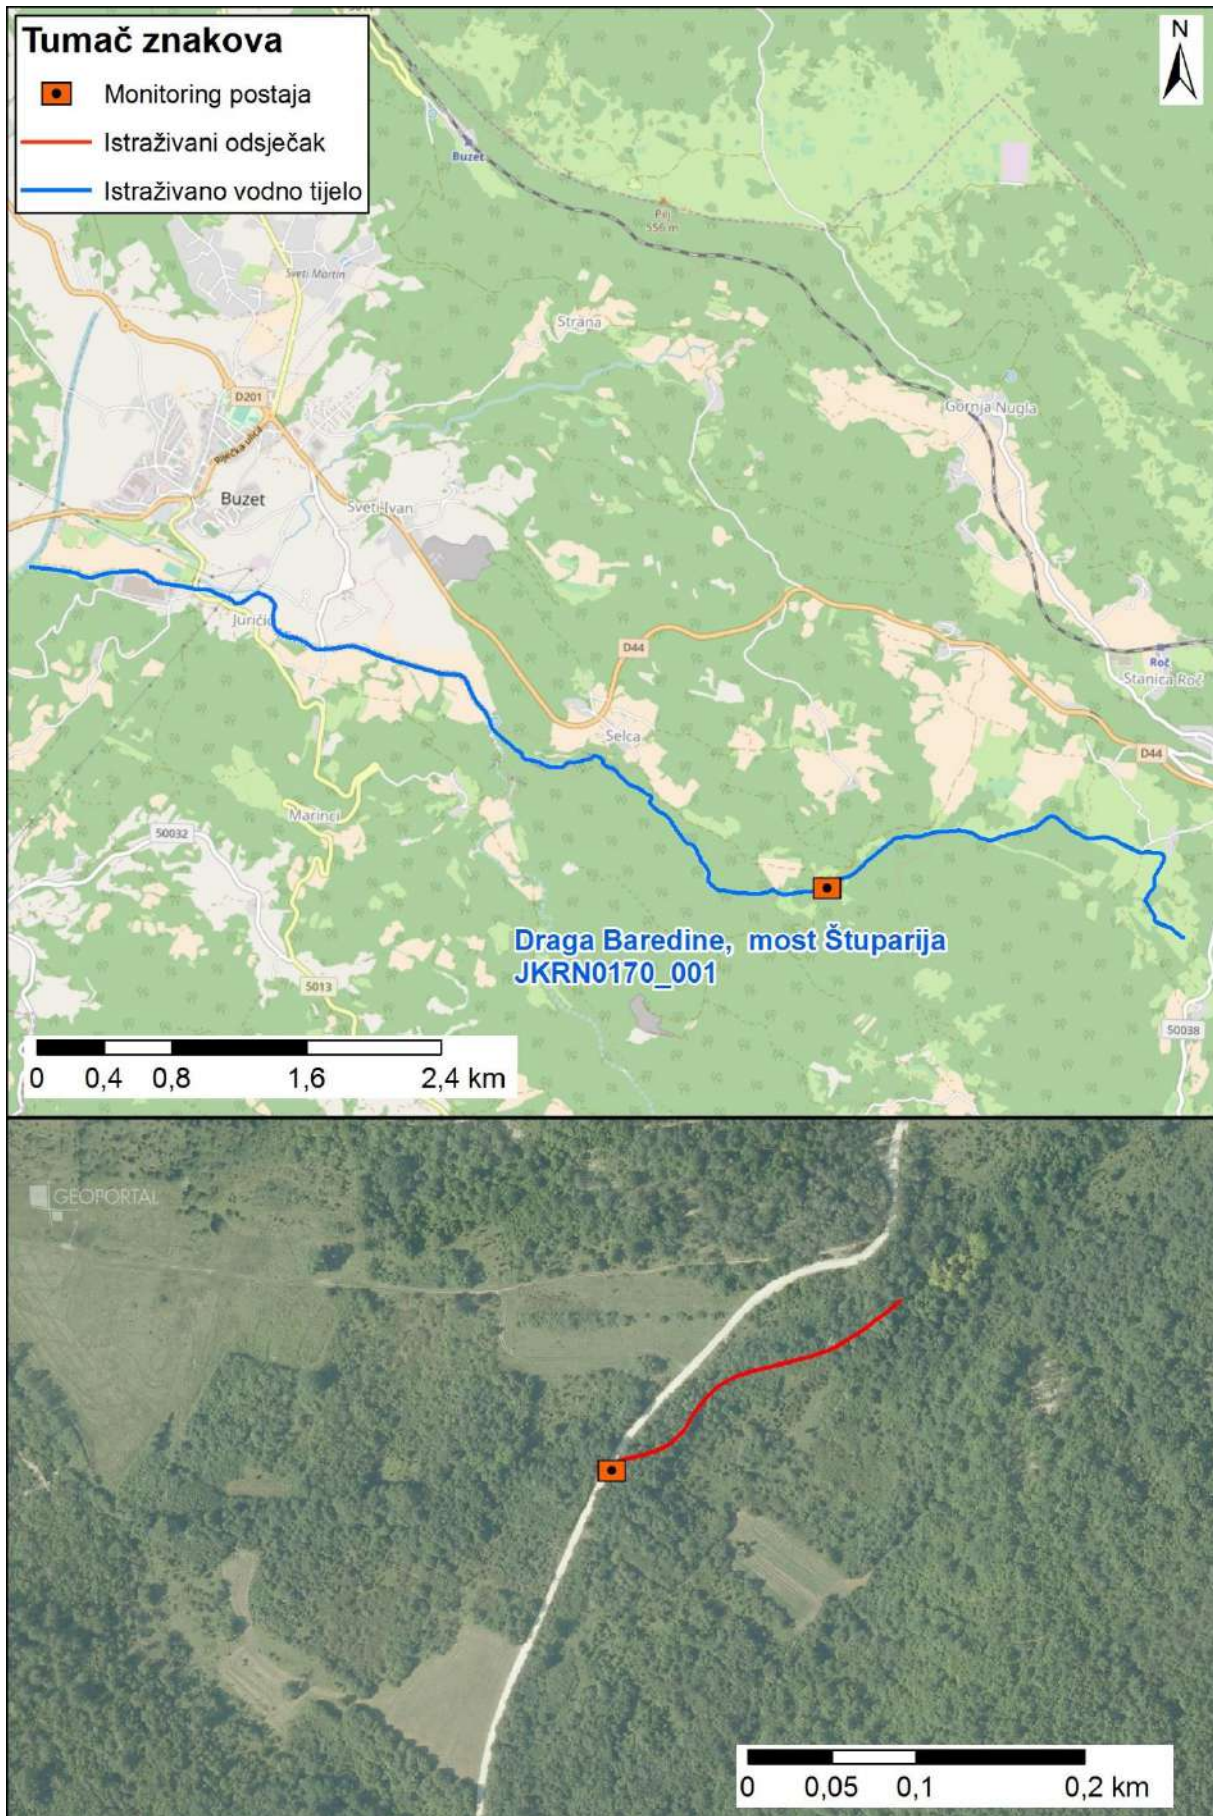 Tumač znakova
Monitoring postaja
Istraživani odsječak
Istraživano vodno tijelo
N
Buzet
Pilj
556 m
Sveti Martin
Strana
D201
Riječka ulica
Gornja Nugla
Buzet
Sveti Ivan
Juričići
D44
Roč
Stanica Roč
Selca
D44
Marinci
50032
Draga Baredine, most Štuparija
JKRN0170_001
5013
50038
0 0,4 0,8 1,6 2,4 km
GEOPORTAL
0 0,05 0,1 0,2 km